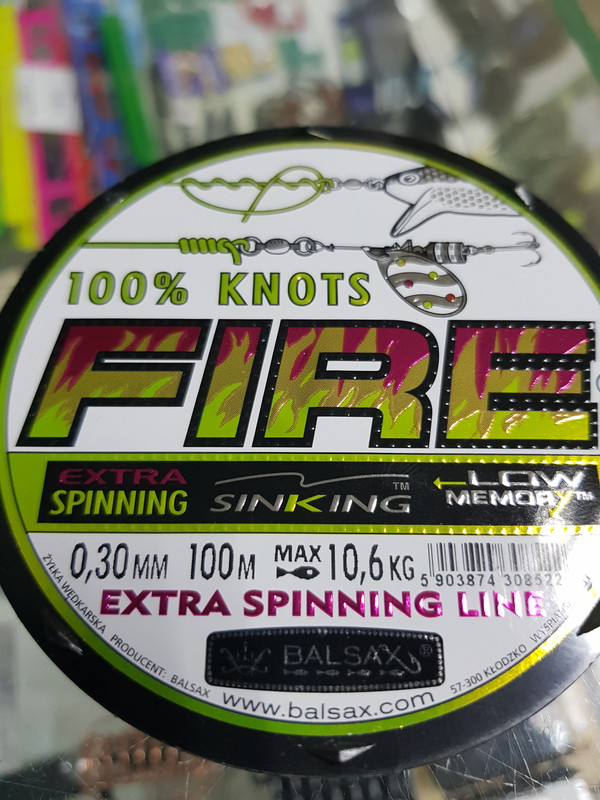 100% KNOTS
FIRE
EXTRA SPINNING
SINKING™
LOW MEMORY™
0,30 MM 100 M MAX 10,6 KG
5 903874 308522
EXTRA SPINNING LINE
BALSAX®
ŻYŁKA WĘDKARSKA PRODUCENT: BALSAX
www.balsax.com
57-300 KŁODZKO